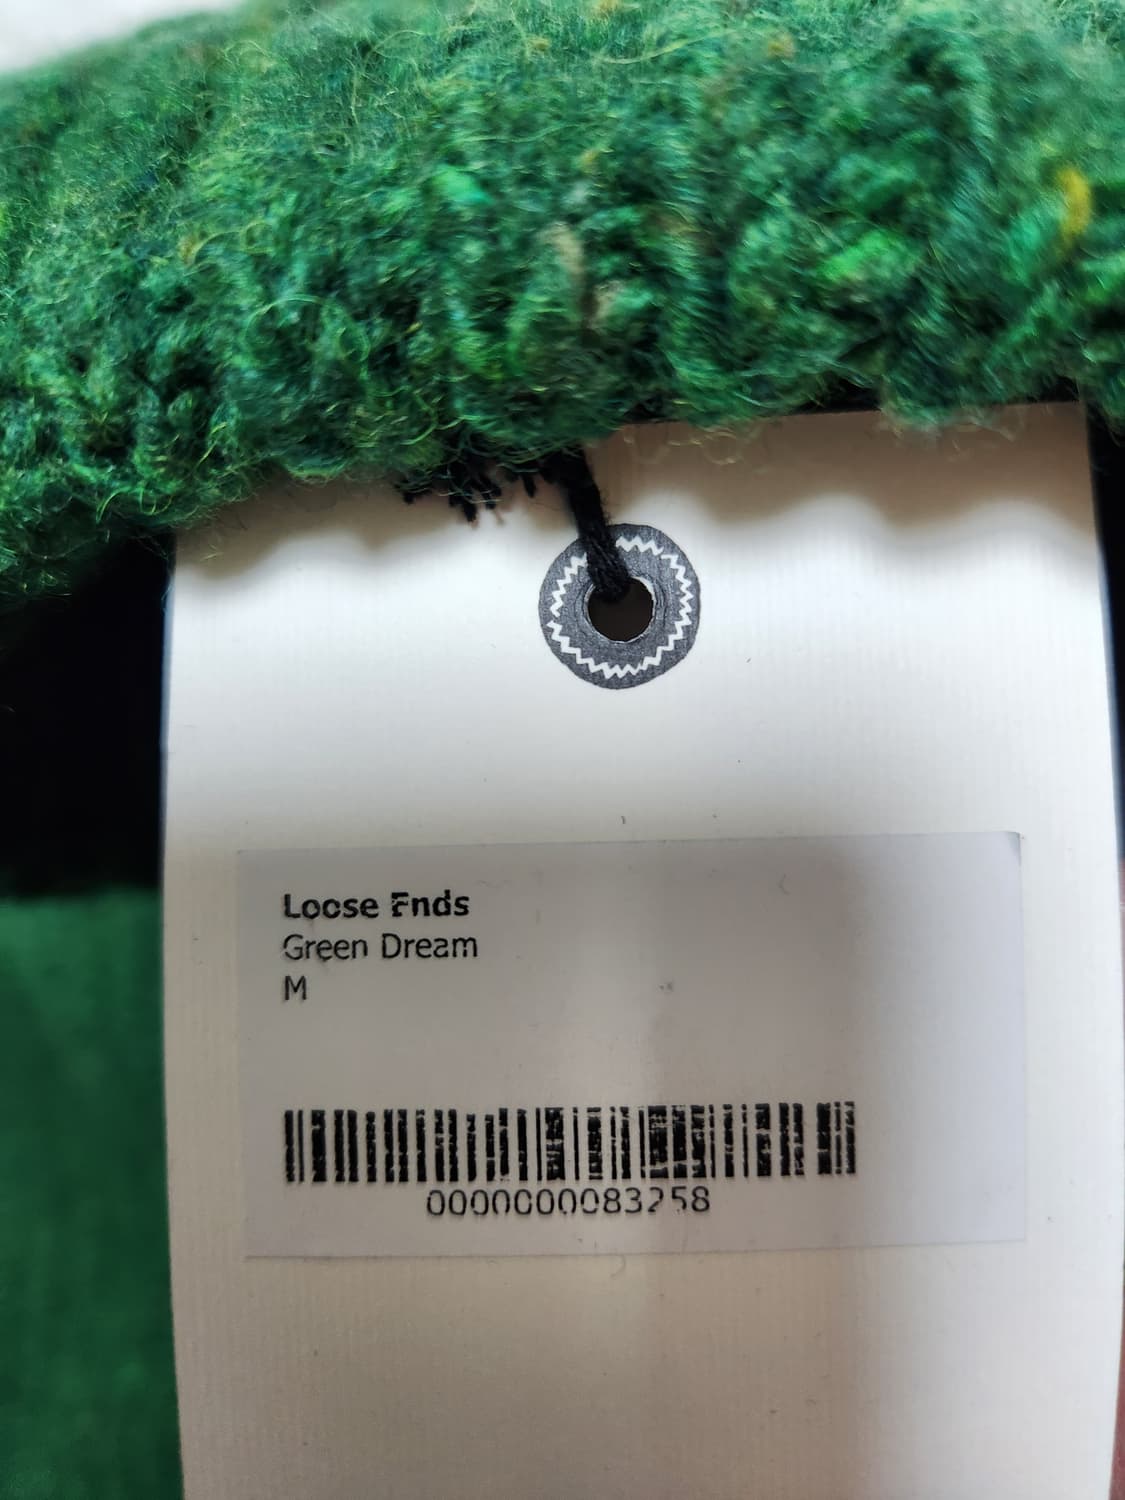 Loose Ends
Green Dream
M
0000000083258